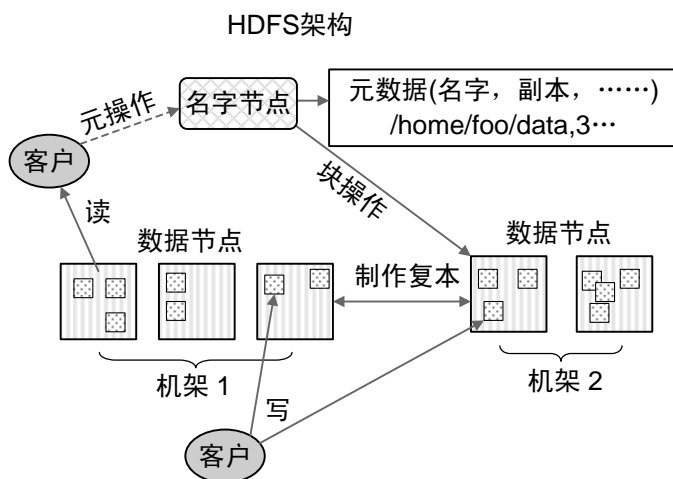 HDFS架构
元数据(名字，副本，……)
/home/foo/data,3…
名字节点
元操作
客户
块操作
读
数据节点
数据节点
制作复本
机架 1
机架 2
写
客户